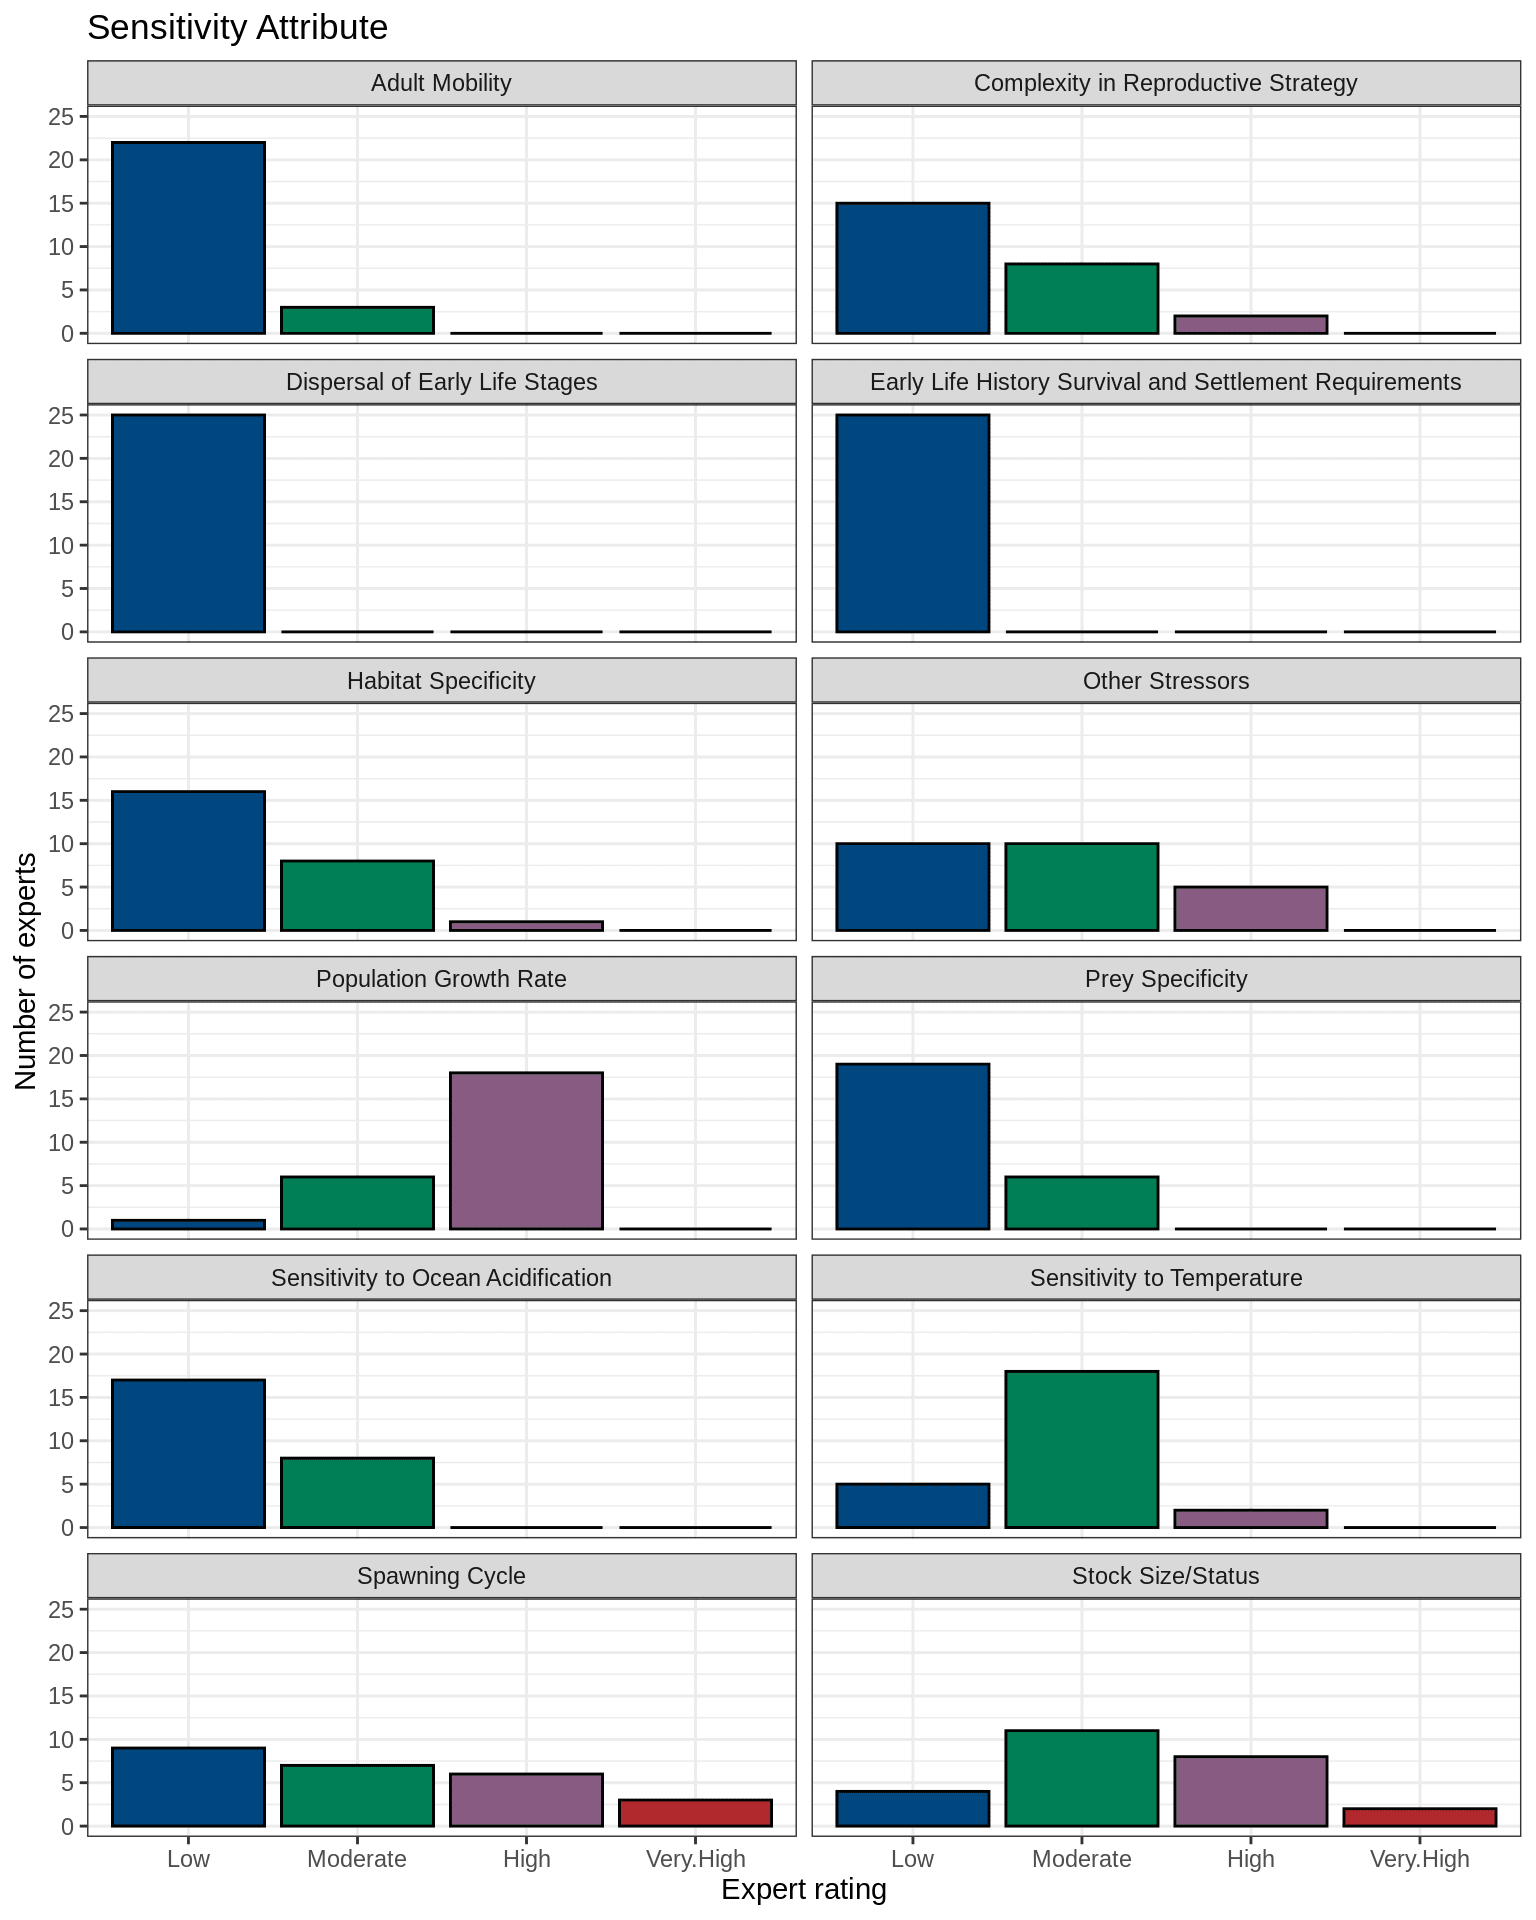 Sensitivity Attribute
Adult Mobility
Complexity in Reproductive Strategy
25
20
15
10
5
0
Dispersal of Early Life Stages
Early Life History Survival and Settlement Requirements
25
20
15
10
5
0
Habitat Specificity
Other Stressors
25
20
15
10
5
0
Number of experts
Population Growth Rate
Prey Specificity
25
20
15
10
5
0
Sensitivity to Ocean Acidification
Sensitivity to Temperature
25
20
15
10
5
0
Spawning Cycle
Stock Size/Status
25
20
15
10
5
0
Low Moderate High Very.High
Low Moderate High Very.High
Expert rating